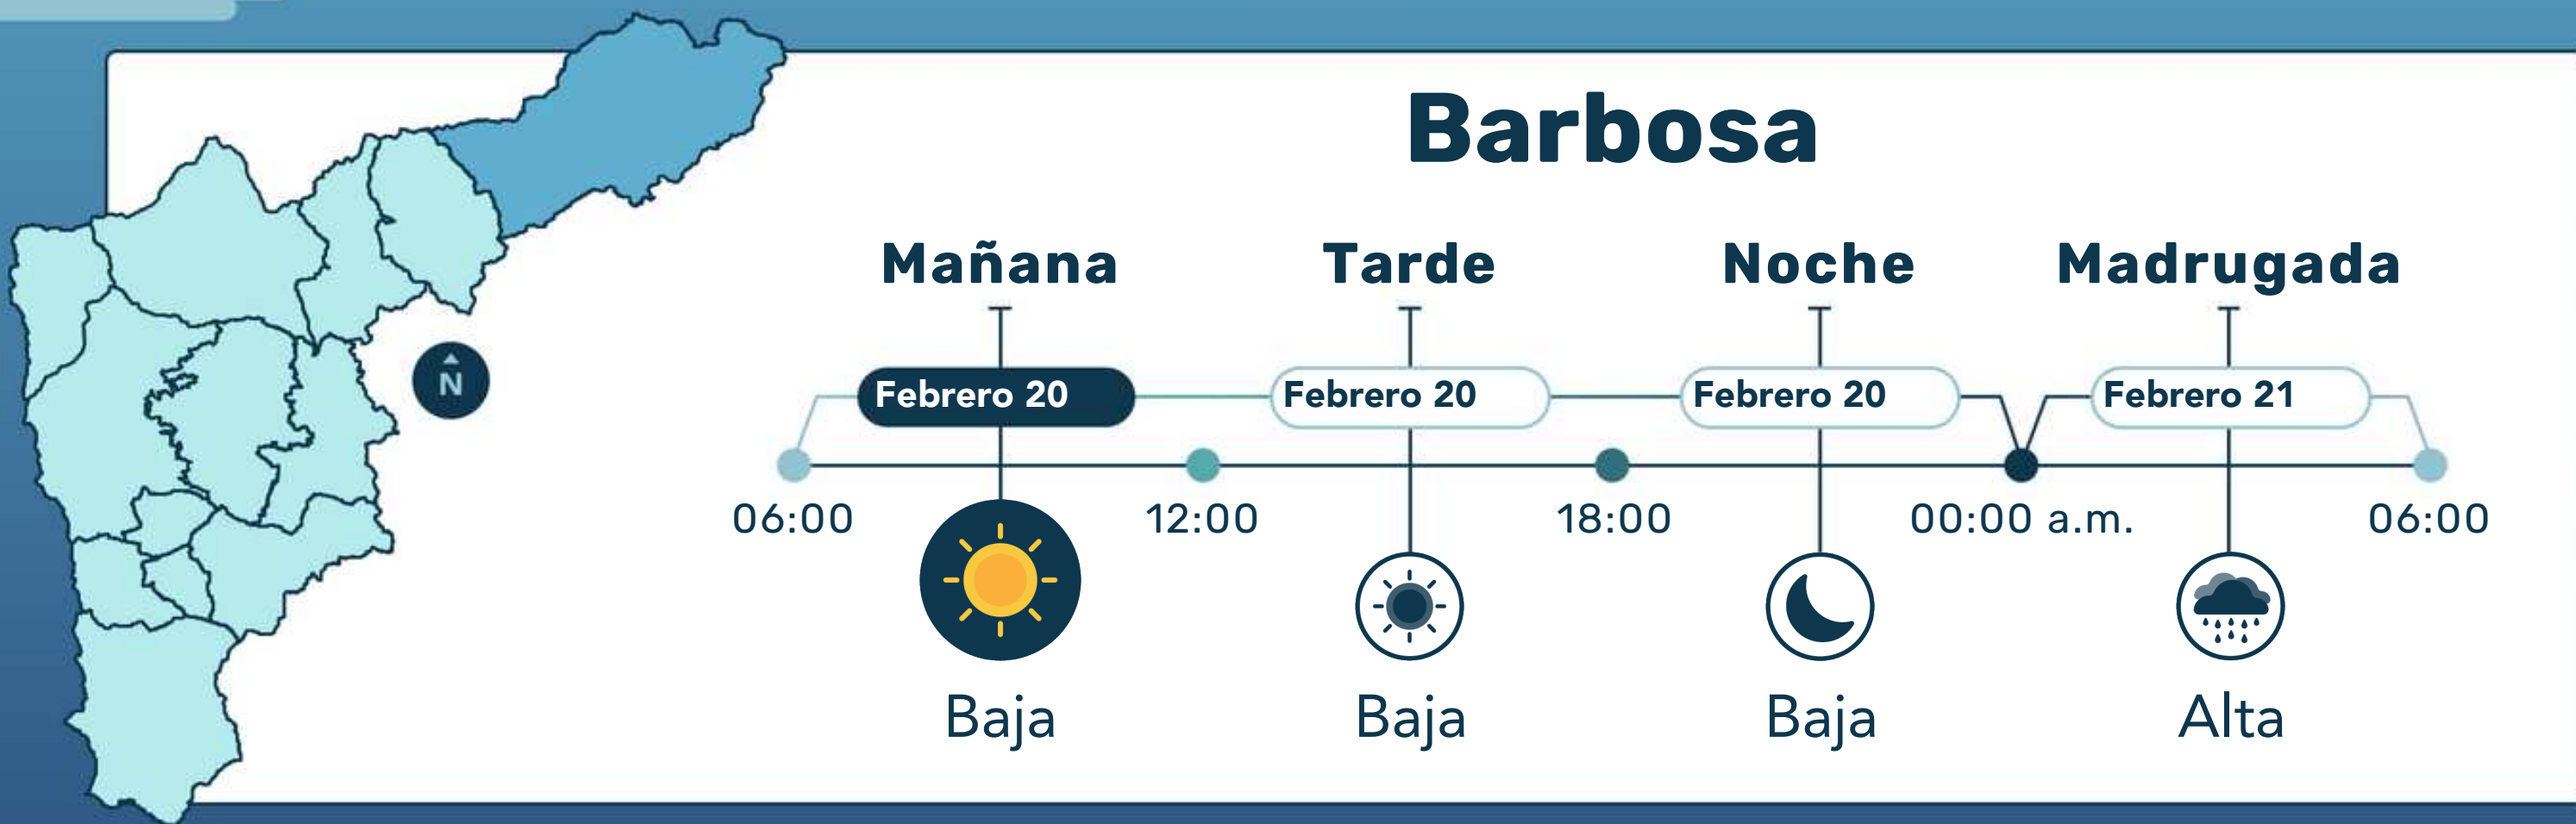 Barbosa
Mañana Tarde Noche Madrugada
Febrero 20 Febrero 20 Febrero 20 Febrero 21
N
06:00 12:00 18:00 00:00 a.m. 06:00
Baja Baja Baja Alta